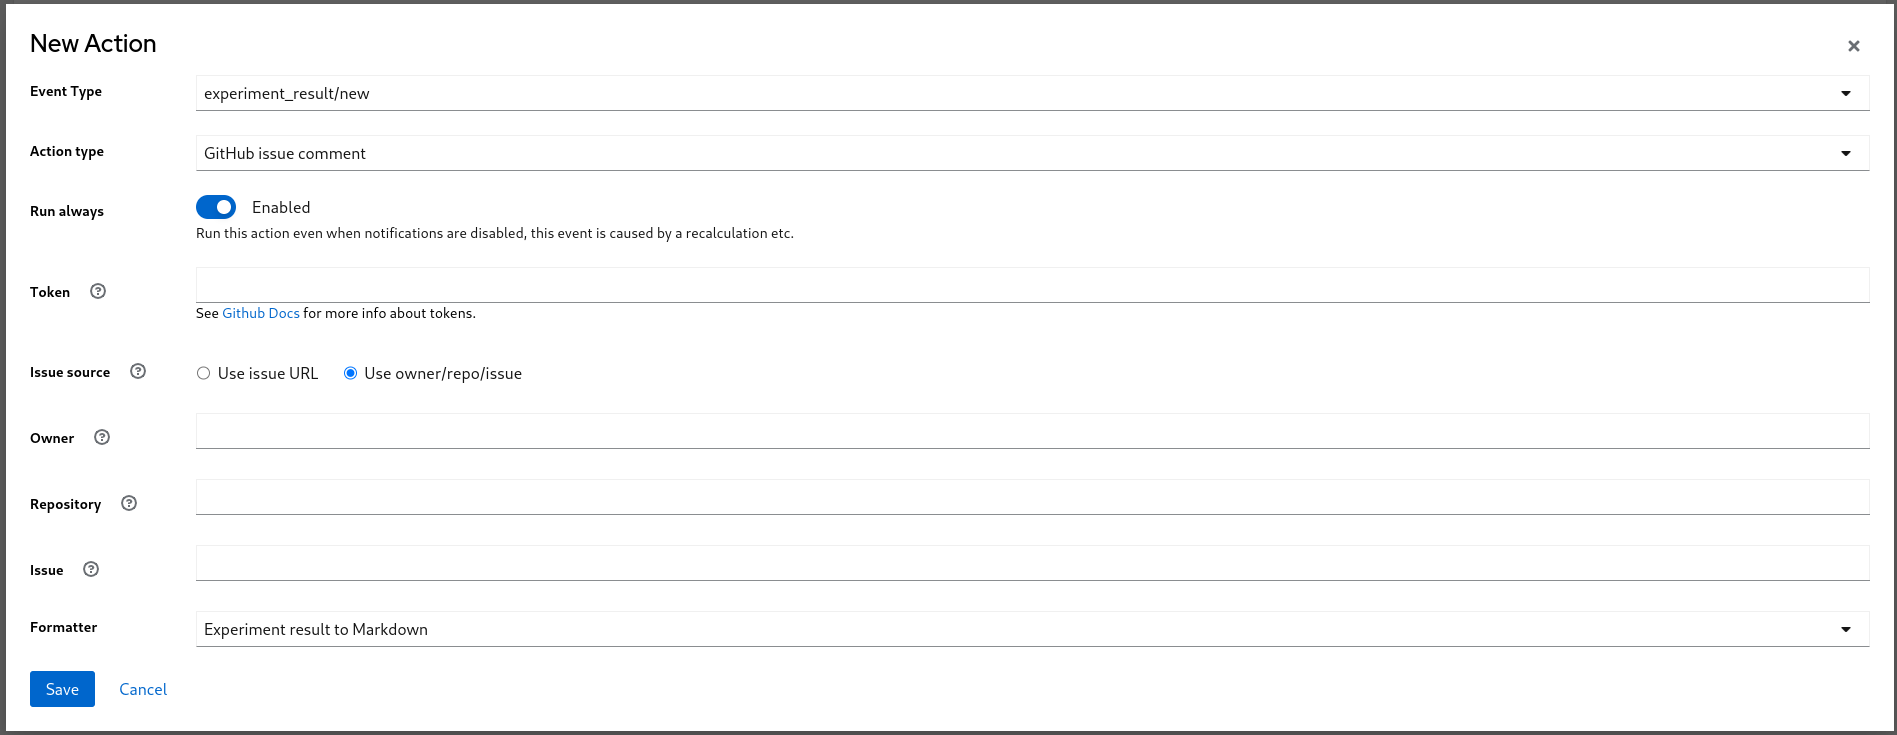 New Action
Event Type
experiment_result/new
Action type
GitHub issue comment
Run always
Enabled
Run this action even when notifications are disabled, this event is caused by a recalculation etc.
Token
See Github Docs for more info about tokens.
Issue source
Use issue URL
Use owner/repo/issue
Owner
Repository
Issue
Formatter
Experiment result to Markdown
Save
Cancel